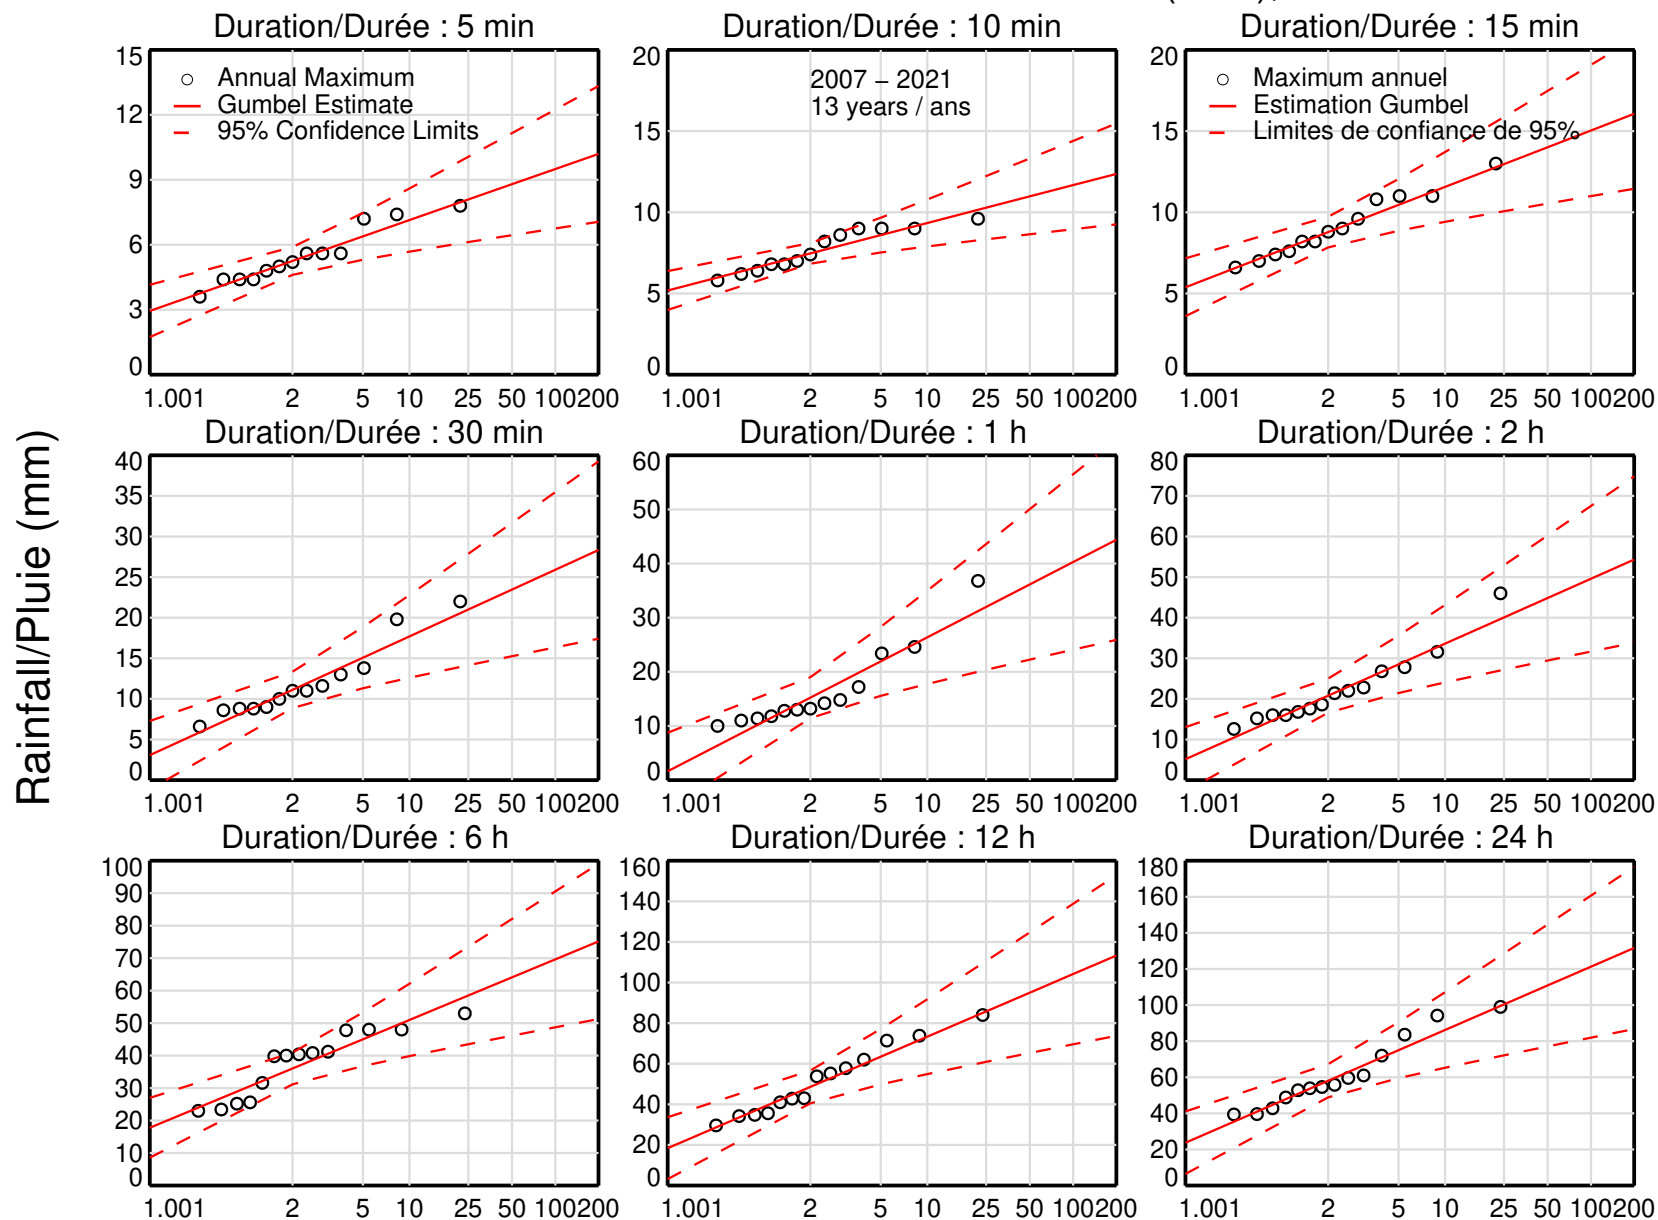 Duration/Durée : 5 min
15
12
9
6
3
0
Annual Maximum
Gumbel Estimate
95% Confidence Limits
1.001 2 5 10 25 50 100200
Duration/Durée : 10 min
20
15
10
5
0
2007 – 2021
13 years / ans
1.001 2 5 10 25 50 100200
Duration/Durée : 15 min
20
15
10
5
0
Maximum annuel
Estimation Gumbel
Limites de confiance de 95%
1.001 2 5 10 25 50 100200
Rainfall/Pluie (mm)
Duration/Durée : 30 min
40
35
30
25
20
15
10
5
0
1.001 2 5 10 25 50 100200
Duration/Durée : 1 h
60
50
40
30
20
10
0
1.001 2 5 10 25 50 100200
Duration/Durée : 2 h
80
70
60
50
40
30
20
10
0
1.001 2 5 10 25 50 100200
Duration/Durée : 6 h
100
90
80
70
60
50
40
30
20
10
0
1.001 2 5 10 25 50 100200
Duration/Durée : 12 h
160
140
120
100
80
60
40
20
0
1.001 2 5 10 25 50 100200
Duration/Durée : 24 h
180
160
140
120
100
80
60
40
20
0
1.001 2 5 10 25 50 100200